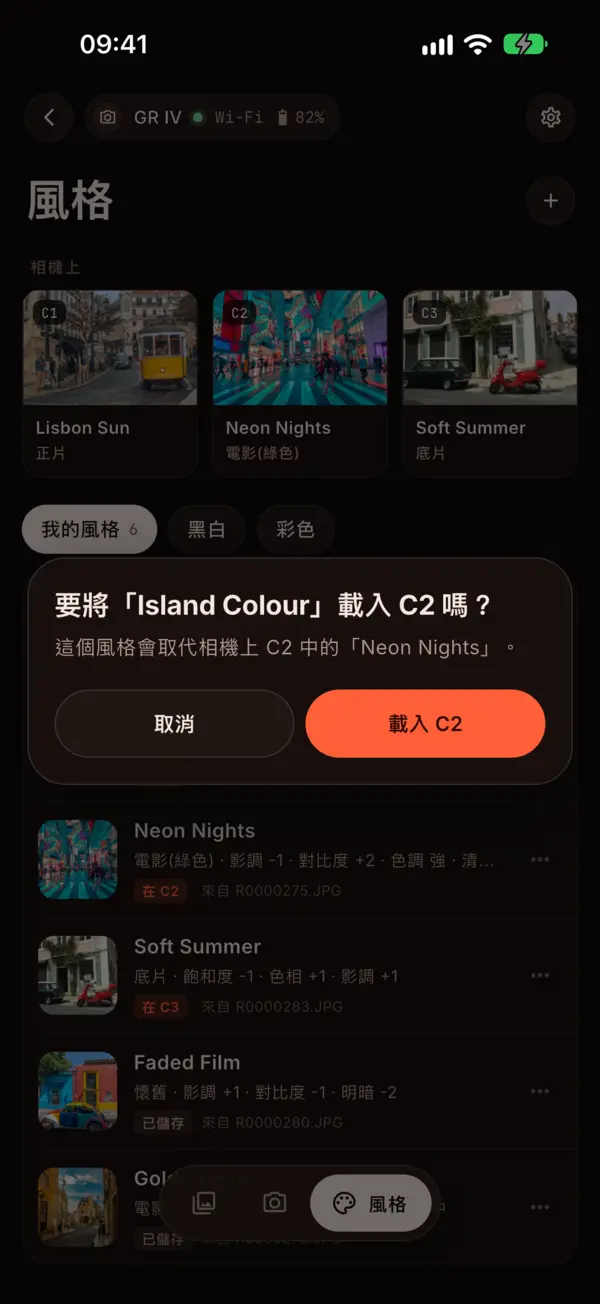 09:41
GR IV Wi-Fi 82%
風格
相機上
C1
C2
C3
Lisbon Sun
正片
Neon Nights
電影(綠色)
Soft Summer
底片
我的風格 6
黑白
彩色
要將「Island Colour」載入 C2 嗎？
這個風格會取代相機上 C2 中的「Neon Nights」。
取消
載入 C2
Neon Nights
電影(綠色) · 影調 -1 · 對比度 +2 · 色調 強 · 清...
在 C2 來自 R0000275.JPG
Soft Summer
底片 · 飽和度 -1 · 色相 +1 · 影調 +1
在 C3 來自 R0000283.JPG
Faded Film
懷舊 · 影調 +1 · 對比度 -1 · 明暗 -2
已儲存 來自 R0000280.JPG
風格
已儲存